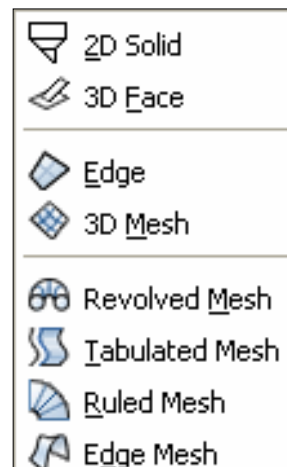 2D Solid
3D Face
Edge
3D Mesh
Revolved Mesh
Tabulated Mesh
Ruled Mesh
Edge Mesh